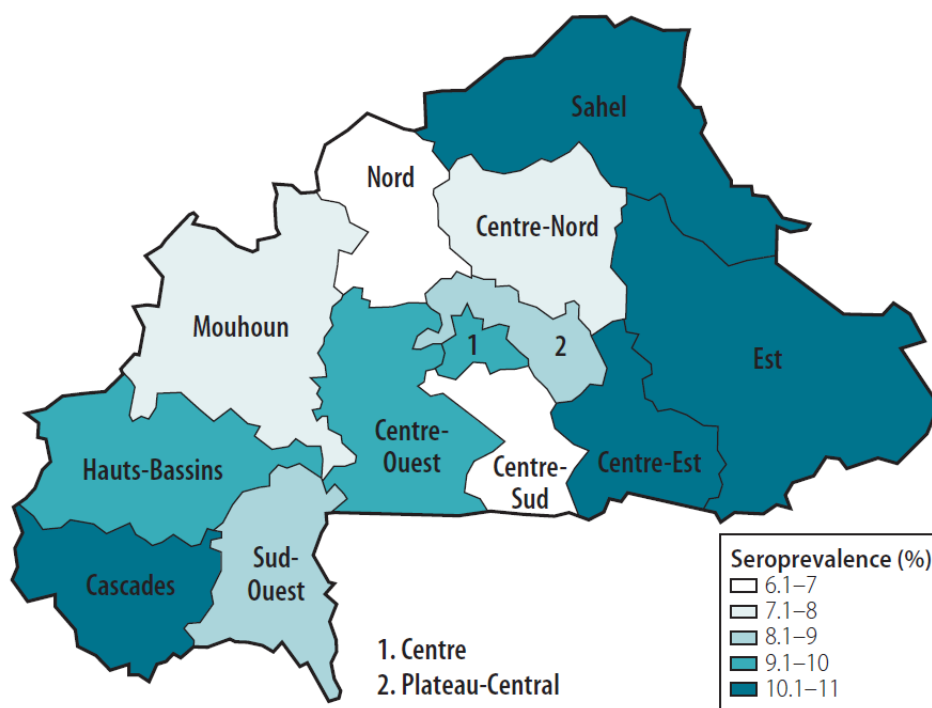 Sahel
Nord
Centre-Nord
Mouhoun
1
2
Est
Centre-
Ouest
Hauts-Bassins
Centre-
Sud
Centre-Est
Sud-
Ouest
Cascades
1. Centre
2. Plateau-Central
Seroprevalence (%)
6.1–7
7.1–8
8.1–9
9.1–10
10.1–11